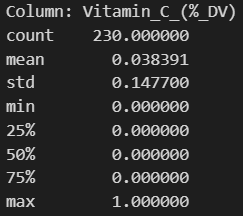 Column: Vitamin_C_(%_DV)
count    230.000000
mean       0.038391
std        0.147700
min        0.000000
25%        0.000000
50%        0.000000
75%        0.000000
max        1.000000